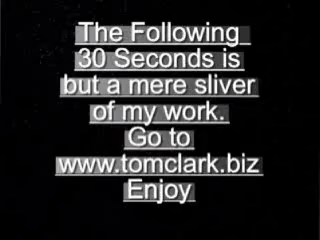 The Following
30 Seconds is
but a mere sliver
of my work.
Go to
www.tomclark.biz
Enjoy